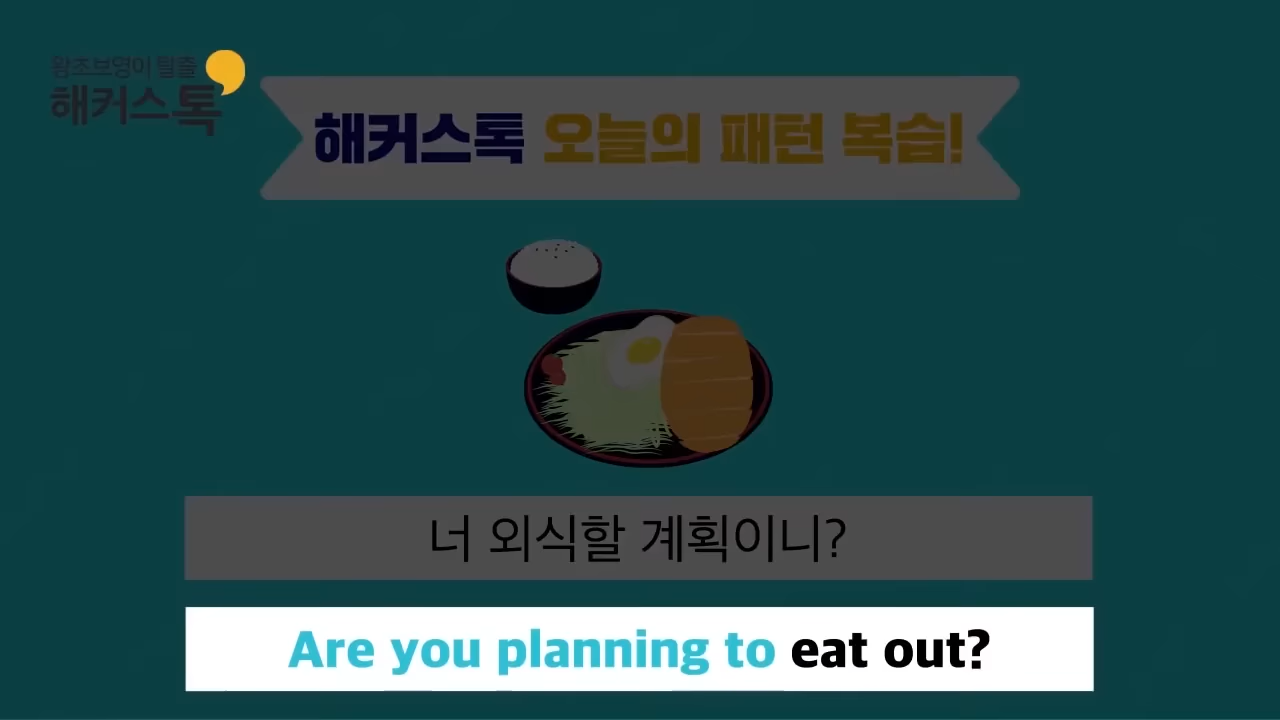 왕초보영어 탈출
해커스톡
해커스톡 오늘의 패턴 복습!
너 외식할 계획이니?
Are you planning to eat out?